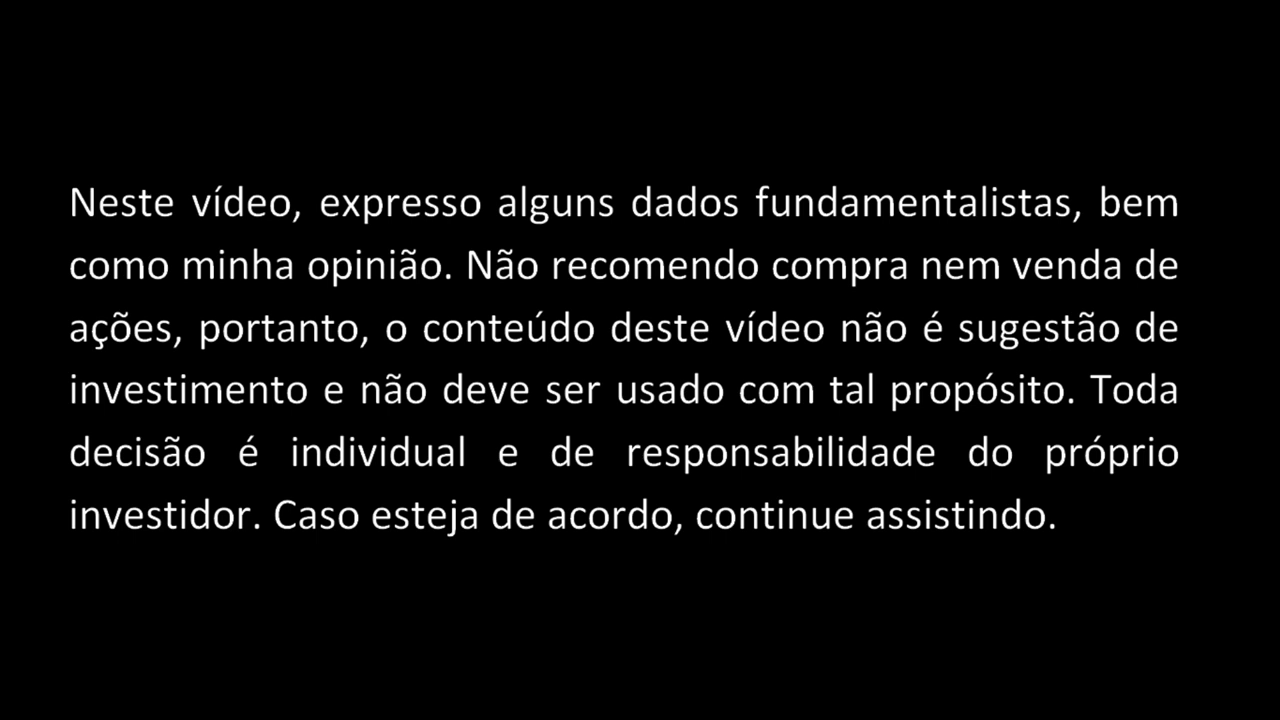 Neste vídeo, expresso alguns dados fundamentalistas, bem
como minha opinião. Não recomendo compra nem venda de
ações, portanto, o conteúdo deste vídeo não é sugestão de
investimento e não deve ser usado com tal propósito. Toda
decisão é individual e de responsabilidade do próprio
investidor. Caso esteja de acordo, continue assistindo.